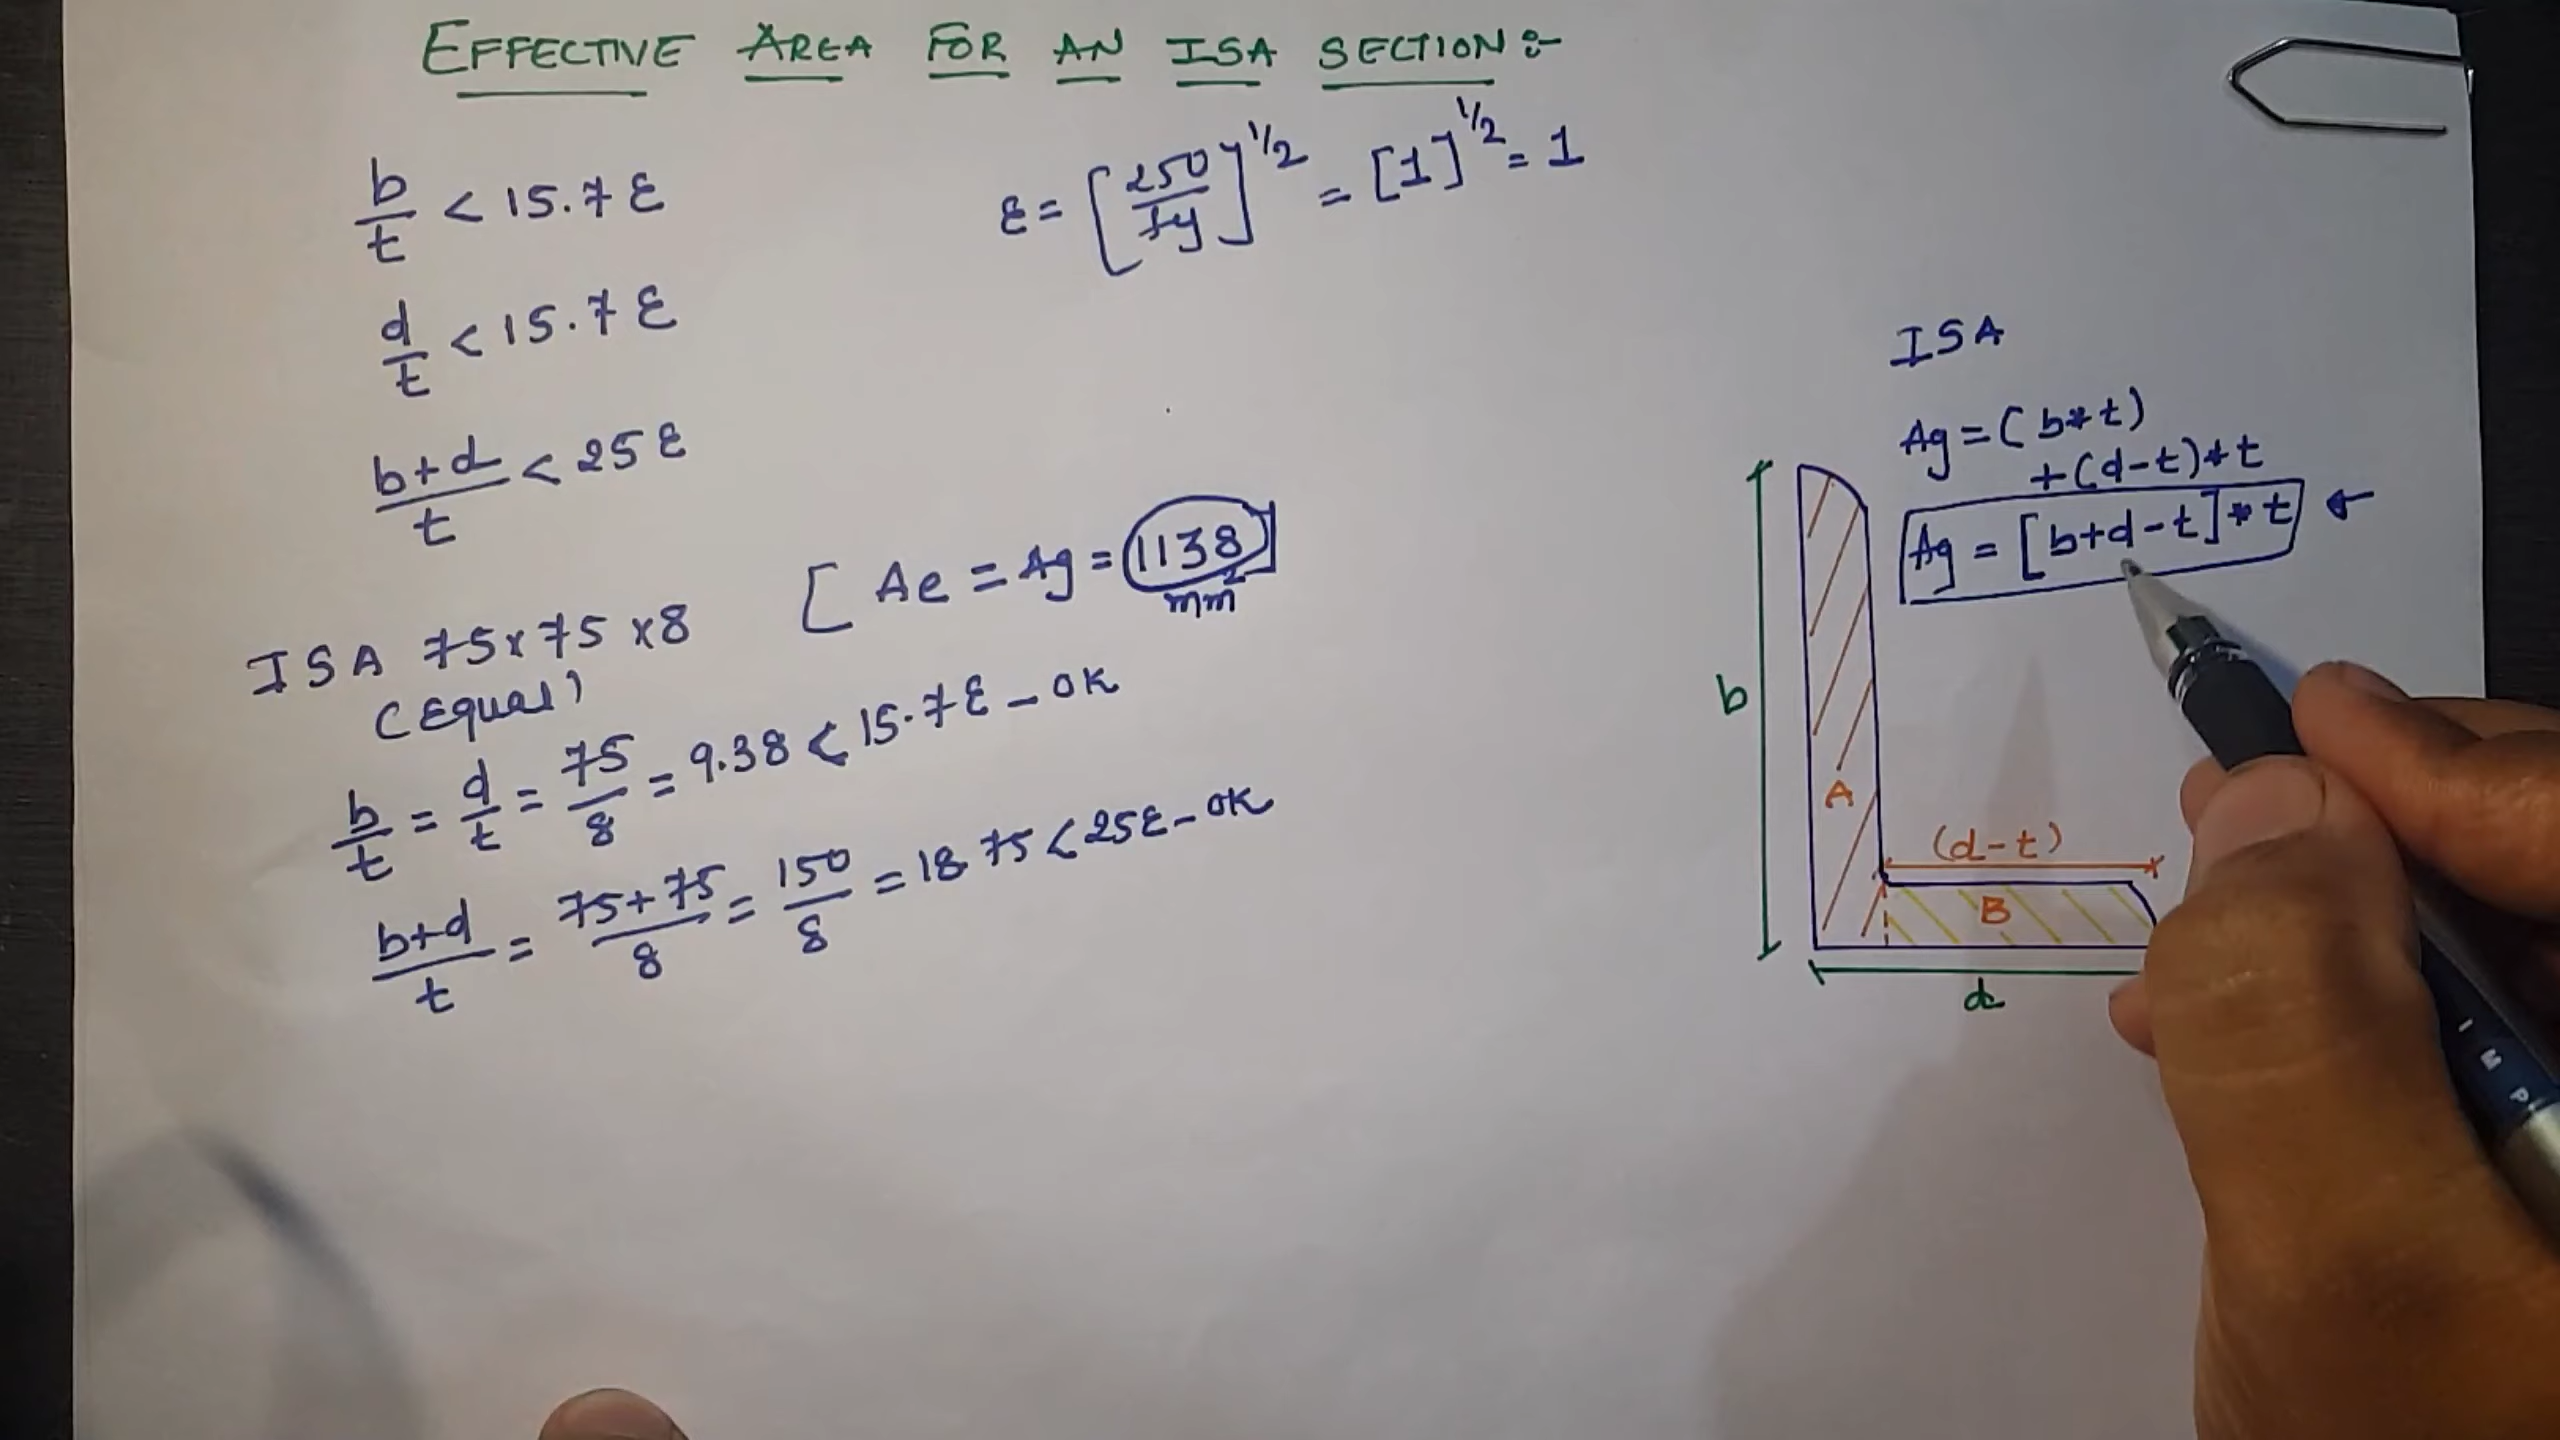 EFFECTIVE AREA FOR AN ISA SECTION:-
b/t < 15.7 ε
ε = [250/fy]^1/2 = [1]^1/2 = 1
d/t < 15.7 ε
b+d/t < 25 ε
[ Ae = Ag = 1138 mm²]
ISA 75x75x8
(Equal)
b/t = d/t = 75/8 = 9.38 < 15.7 ε - OK
b+d/t = 75+75/8 = 150/8 = 18 75 < 25ε - OK
ISA
Ag = (b*t)
+(d-t)*t
Ag = [b+d-t]*t
b
A
(d-t)
B
d
I M P